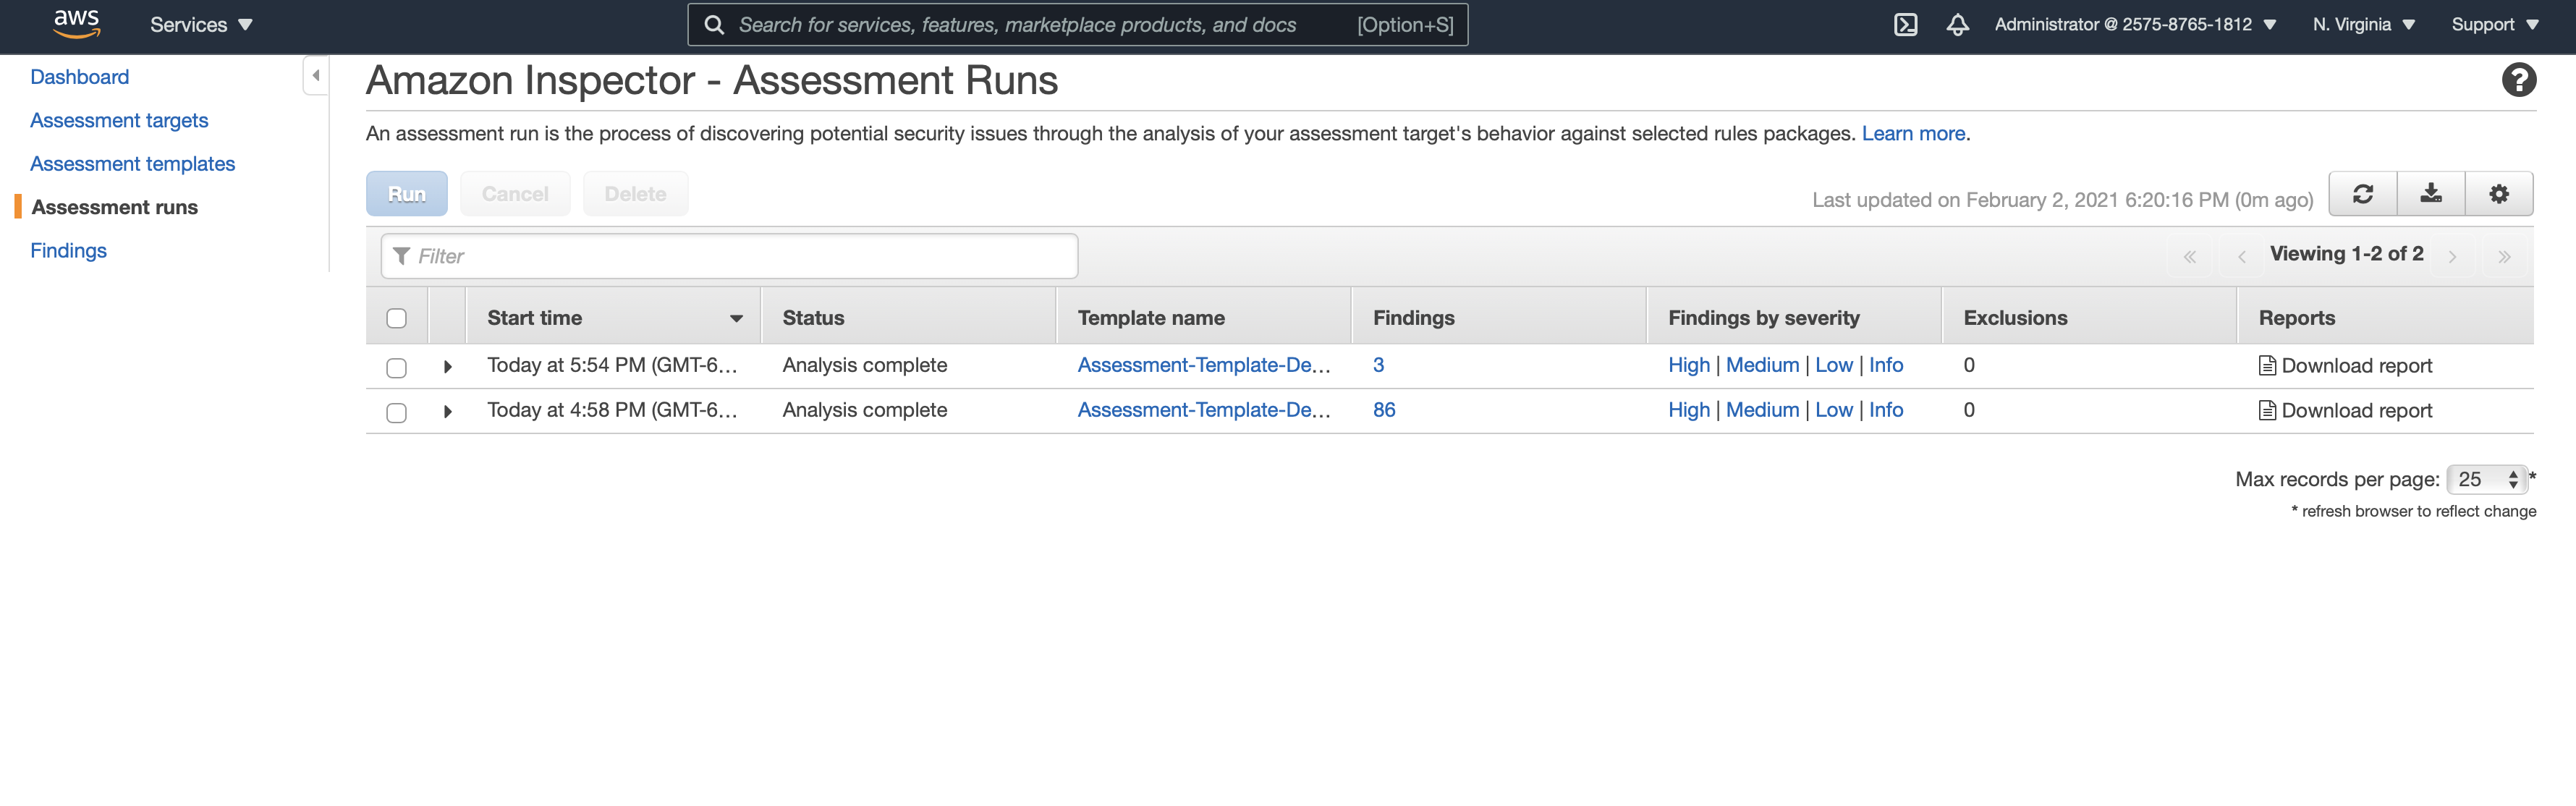 aws Services Search for services, features, marketplace products, and docs [Option+S] Administrator @ 2575-8765-1812 N. Virginia Support
Dashboard
Assessment targets
Assessment templates
Assessment runs
Findings
Amazon Inspector - Assessment Runs ?
An assessment run is the process of discovering potential security issues through the analysis of your assessment target's behavior against selected rules packages. Learn more.
Run Cancel Delete Last updated on February 2, 2021 6:20:16 PM (0m ago)
Filter « ‹ Viewing 1-2 of 2 › »
Start time Status Template name Findings Findings by severity Exclusions Reports
Today at 5:54 PM (GMT-6... Analysis complete Assessment-Template-De... 3 High | Medium | Low | Info 0 Download report
Today at 4:58 PM (GMT-6... Analysis complete Assessment-Template-De... 86 High | Medium | Low | Info 0 Download report
Max records per page: 25 *
* refresh browser to reflect change